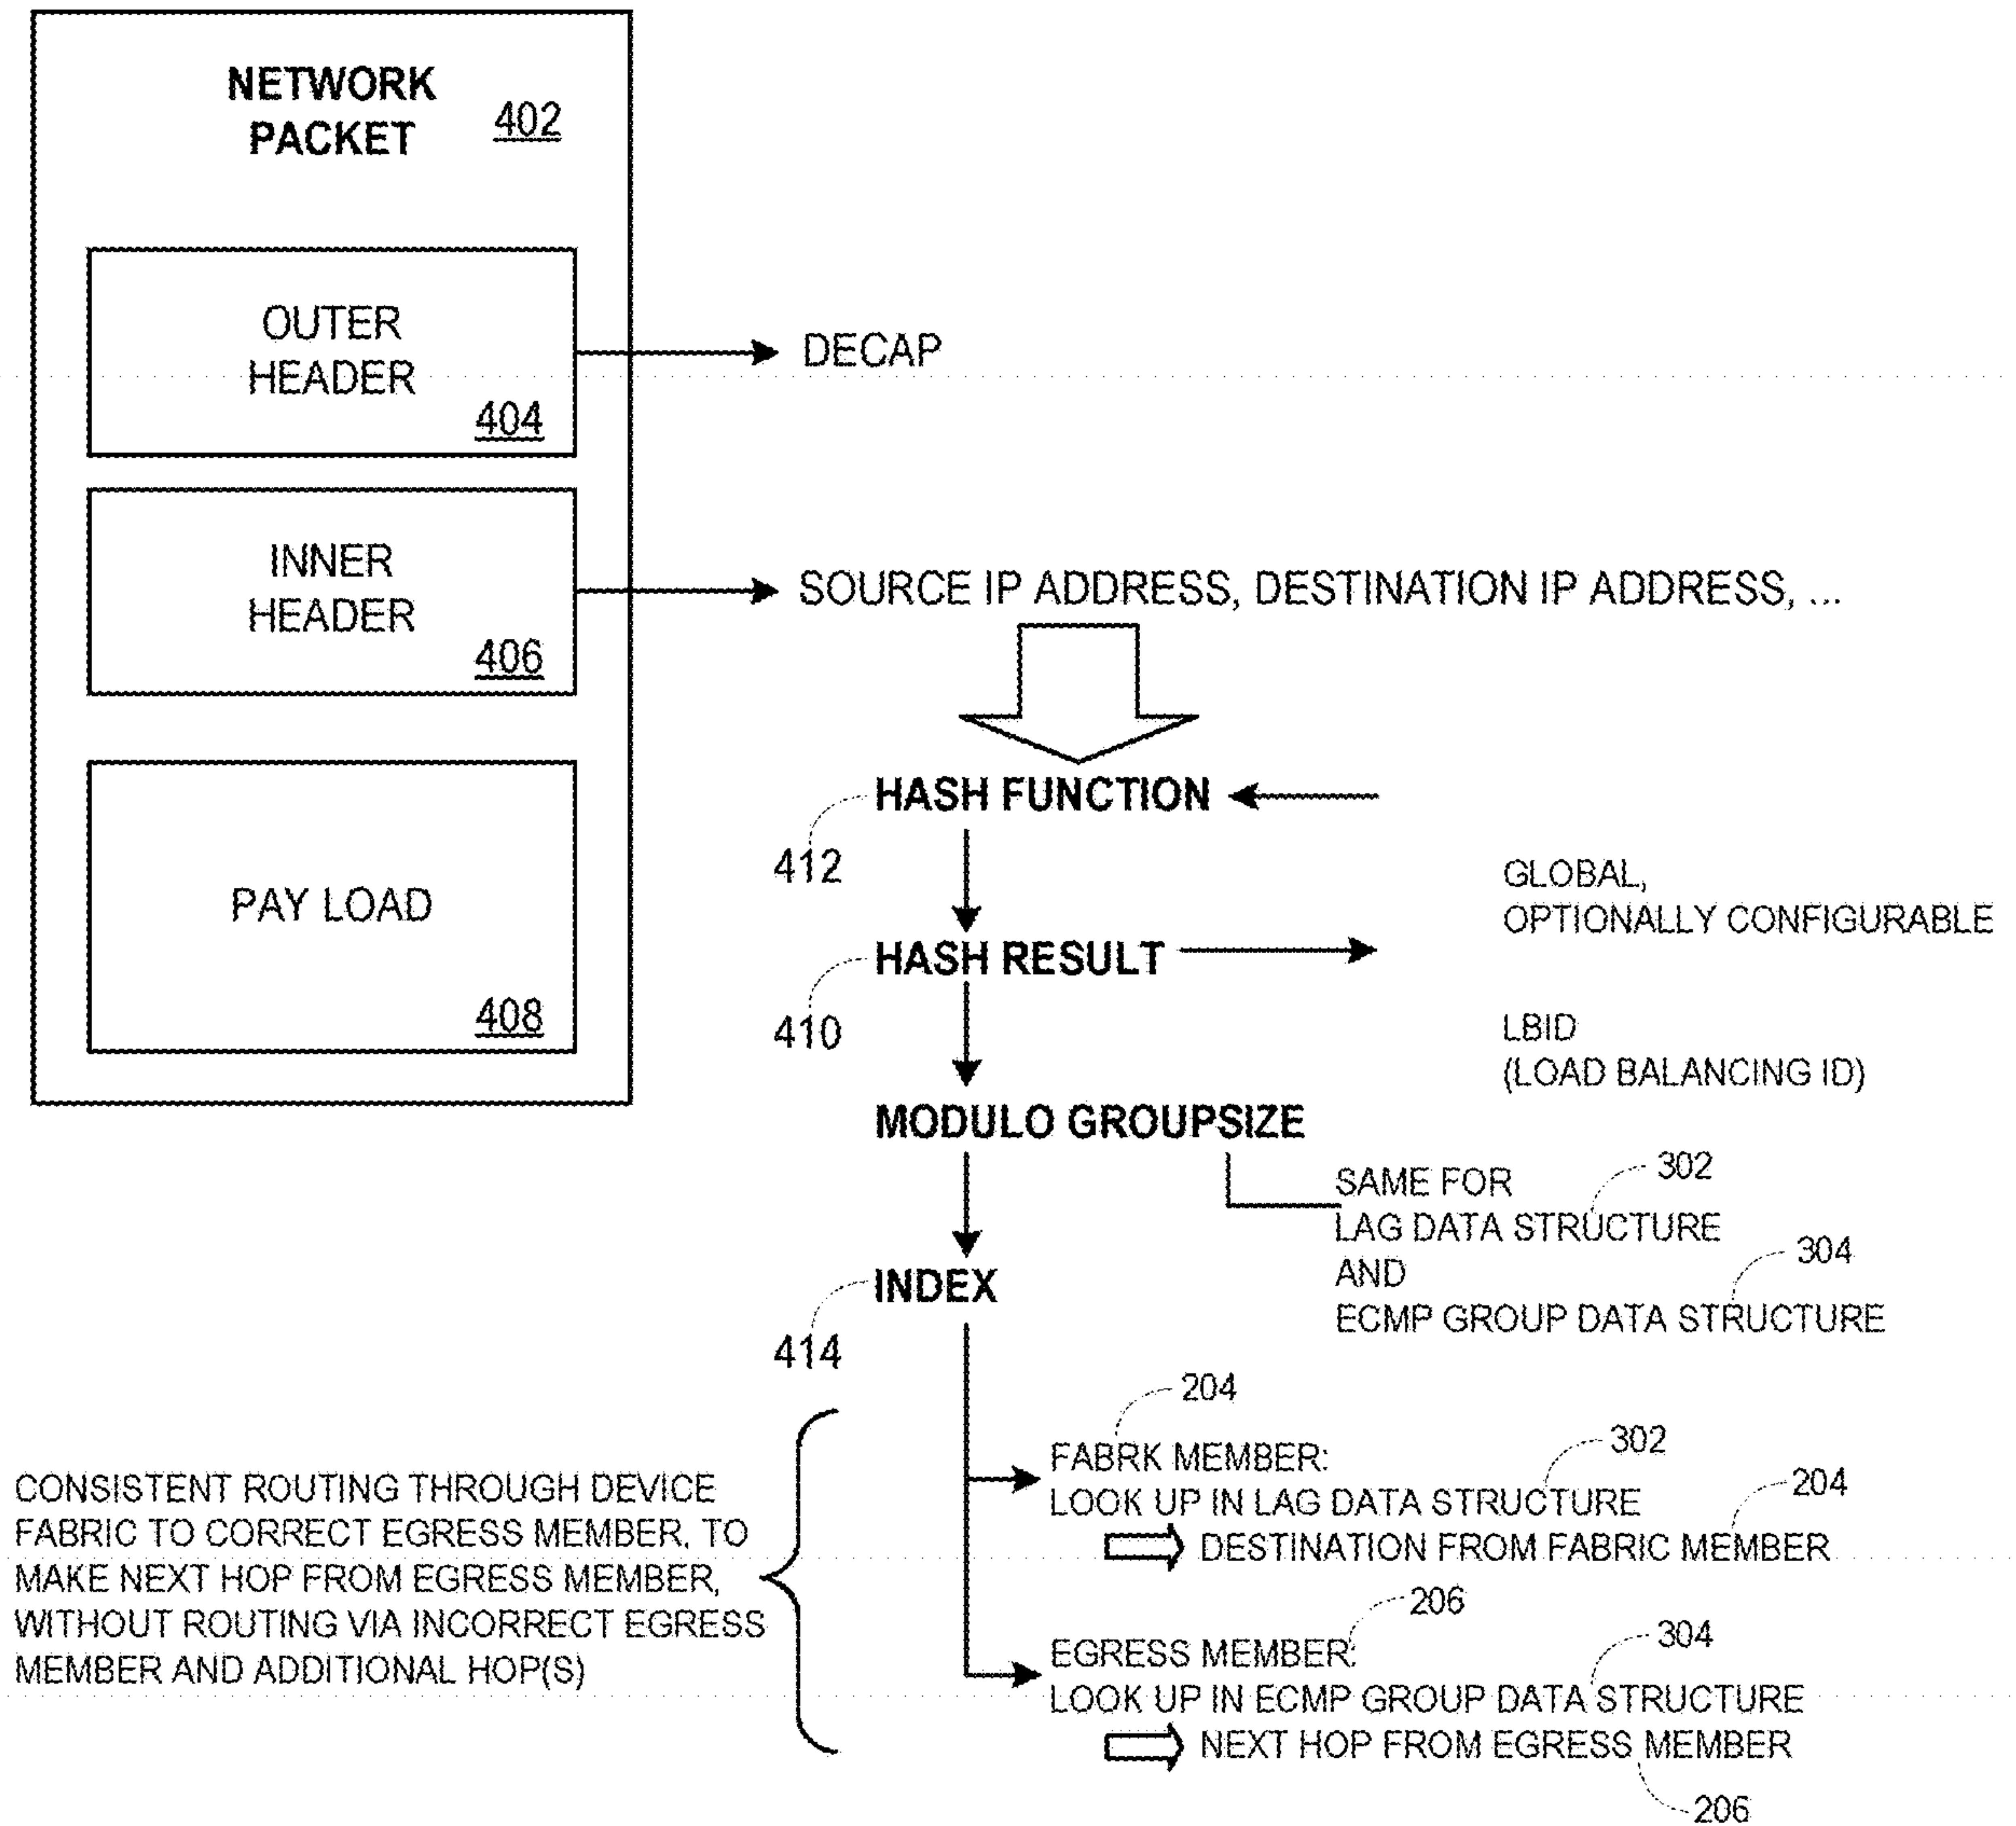 NETWORK
PACKET
402
OUTER
HEADER
404
DECAP
INNER
HEADER
406
SOURCE IP ADDRESS, DESTINATION IP ADDRESS, ...
PAY LOAD
408
HASH FUNCTION
412
GLOBAL,
OPTIONALLY CONFIGURABLE
HASH RESULT
410
LBID
(LOAD BALANCING ID)
MODULO GROUPSIZE
SAME FOR
302
LAG DATA STRUCTURE
AND
304
ECMP GROUP DATA STRUCTURE
INDEX
414
CONSISTENT ROUTING THROUGH DEVICE
FABRIC TO CORRECT EGRESS MEMBER, TO
MAKE NEXT HOP FROM EGRESS MEMBER,
WITHOUT ROUTING VIA INCORRECT EGRESS
MEMBER AND ADDITIONAL HOP(S)
204
FABRK MEMBER:
302
LOOK UP IN LAG DATA STRUCTURE
204
DESTINATION FROM FABRIC MEMBER
206
EGRESS MEMBER:
304
LOOK UP IN ECMP GROUP DATA STRUCTURE
NEXT HOP FROM EGRESS MEMBER
206